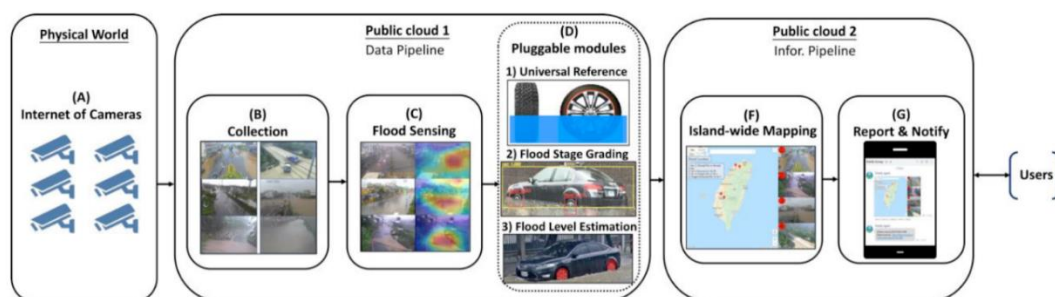 Physical World
(A)
Internet of Cameras
Public cloud 1
Data Pipeline
(B)
Collection
(C)
Flood Sensing
(D)
Pluggable modules
1) Universal Reference
2) Flood Stage Grading
3) Flood Level Estimation
Public cloud 2
Infor. Pipeline
(F)
Island-wide Mapping
(G)
Report & Notify
Users